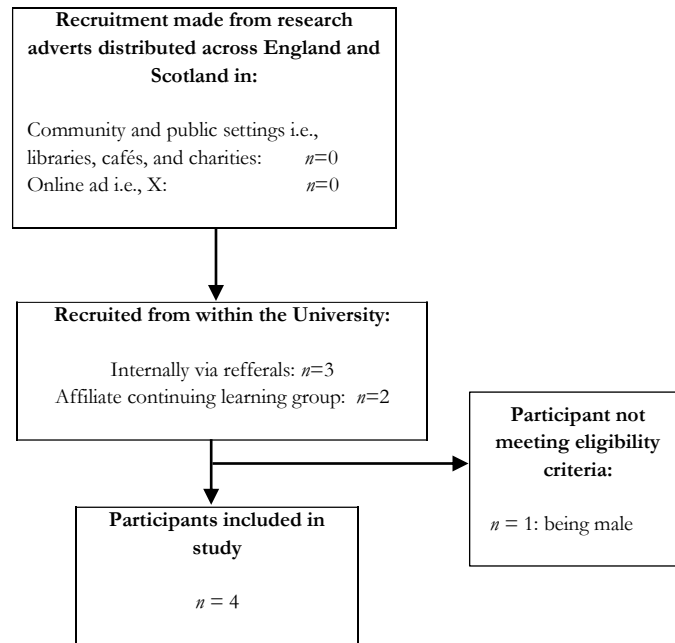 Recruitment made from research
adverts distributed across England and
Scotland in:
Community and public settings i.e.,
libraries, cafés, and charities: n=0
Online ad i.e., X: n=0
Recruited from within the University:
Internally via refferals: n=3
Affiliate continuing learning group: n=2
Participant not
meeting eligibility
criteria:
n = 1: being male
Participants included in
study
n = 4